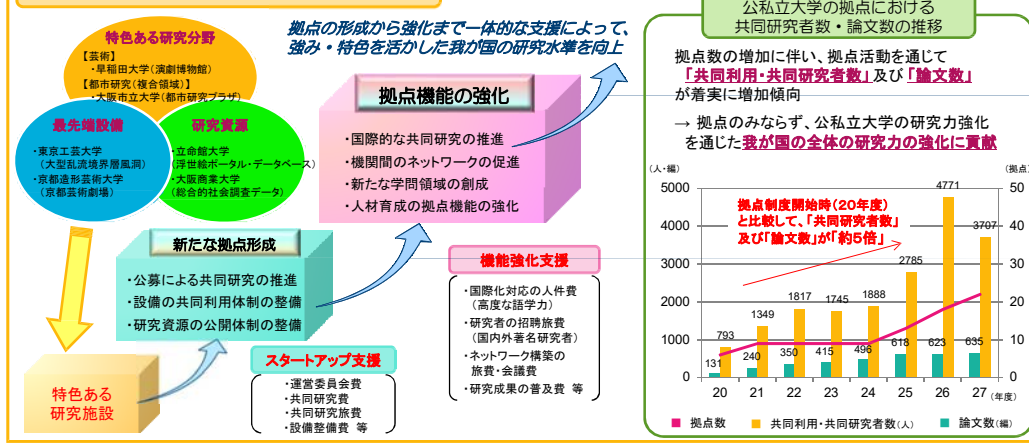 拠点の形成から強化まで一体的な支援によって、
強み・特色を活かした我が国の研究水準を向上
特色ある研究分野
【芸術】
・早稲田大学(演劇博物館)
【都市研究(複合領域)】
・大阪市立大学(都市研究プラザ)
最先端設備
・東京工芸大学
(大型乱流境界層風洞)
・京都造形芸術大学
(京都芸術劇場)
研究資源
・立命館大学
(浮世絵ポータル・データベース)
・大阪商業大学
(総合的社会調査データ)
特色ある
研究施設
新たな拠点形成
・公募による共同研究の推進
・設備の共同利用体制の整備
・研究資源の公開体制の整備
スタートアップ支援
・運営委員会費
・共同研究費
・共同研究旅費
・設備整備費 等
拠点機能の強化
・国際的な共同研究の推進
・機関間のネットワークの促進
・新たな学問領域の創成
・人材育成の拠点機能の強化
機能強化支援
・国際化対応の人件費
(高度な語学力)
・研究者の招聘旅費
(国内外著名研究者)
・ネットワーク構築の
旅費・会議費
・研究成果の普及費 等
公私立大学の拠点における
共同研究者数・論文数の推移
拠点数の増加に伴い、拠点活動を通じて
「共同利用・共同研究者数」及び「論文数」
が着実に増加傾向
→ 拠点のみならず、公私立大学の研究力強化
を通じた我が国の全体の研究力の強化に貢献
(人・編)
(拠点)
拠点制度開始時(20年度)
と比較して、「共同研究者数」
及び「論文数」が「約5倍」
5000
4000
3000
2000
1000
0
50
40
30
20
10
0
793
1349
1817
1745
1888
2785
4771
3707
131
240
350
415
496
618
623
635
20 21 22 23 24 25 26 27 (年度)
拠点数 共同利用・共同研究者数(人) 論文数(編)